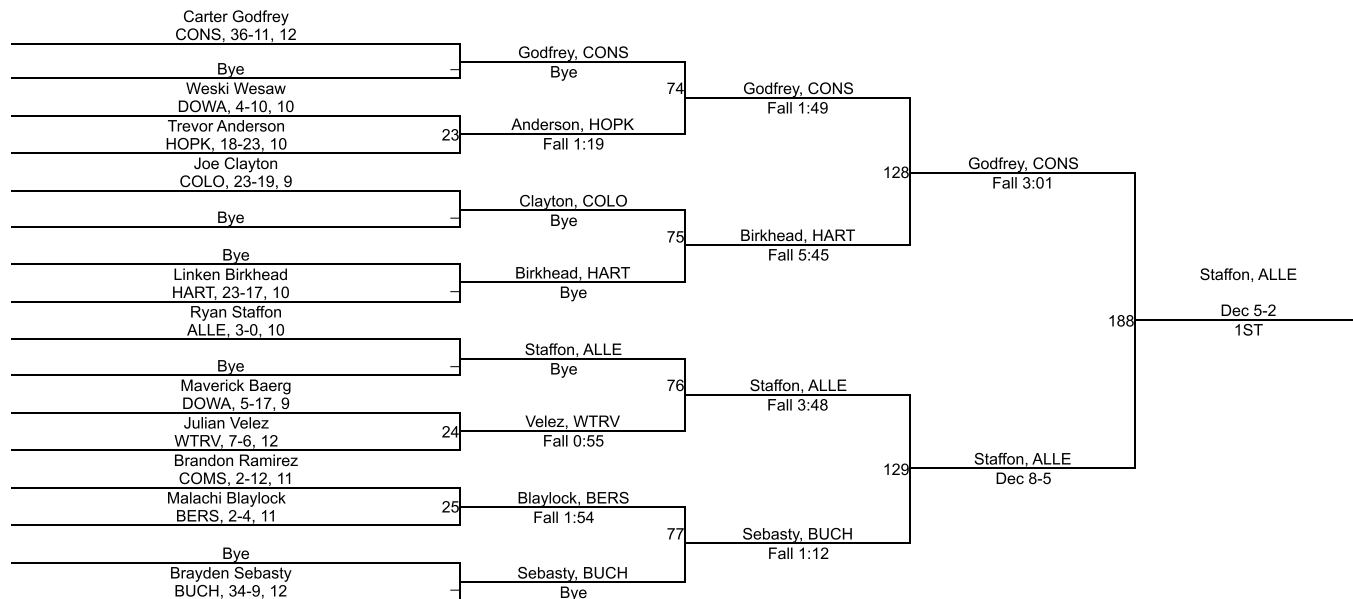 Carter Godfrey
CONS, 36-11, 12
Bye
Weski Wesaw
DOWA, 4-10, 10
Trevor Anderson
HOPK, 18-23, 10
Joe Clayton
COLO, 23-19, 9
Bye
Bye
Linken Birkhead
HART, 23-17, 10
Ryan Staffon
ALLE, 3-0, 10
Bye
Maverick Baerg
DOWA, 5-17, 9
Julian Velez
WTRV, 7-6, 12
Brandon Ramirez
COMS, 2-12, 11
Malachi Blaylock
BERS, 2-4, 11
Bye
Brayden Sebasty
BUCH, 34-9, 12
23
24
25
Godfrey, CONS
Bye
Anderson, HOPK
Fall 1:19
Clayton, COLO
Bye
Birkhead, HART
Bye
Staffon, ALLE
Bye
Velez, WTRV
Fall 0:55
Blaylock, BERS
Fall 1:54
Sebasty, BUCH
Bye
74
75
76
77
Godfrey, CONS
Fall 1:49
Birkhead, HART
Fall 5:45
Staffon, ALLE
Fall 3:48
Sebasty, BUCH
Fall 1:12
128
129
Godfrey, CONS
Fall 3:01
Staffon, ALLE
Dec 8-5
188
Staffon, ALLE
Dec 5-2
1ST